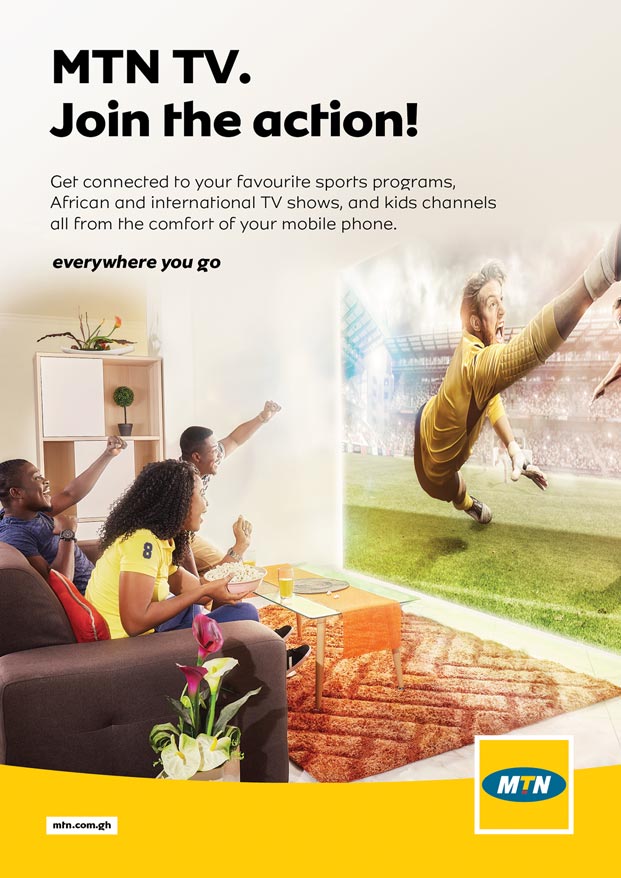 MTN TV.
Join the action!
Get connected to your favourite sports programs,
African and international TV shows, and kids channels
all from the comfort of your mobile phone.
everywhere you go
8
mtn.com.gh
MTN